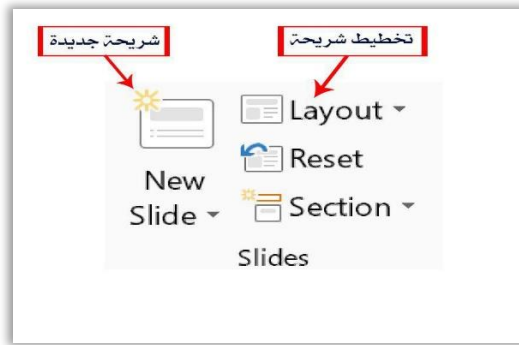 شريحة جديدة
تخطيط شريحة
Layout
Reset
New
Slide
Section
Slides